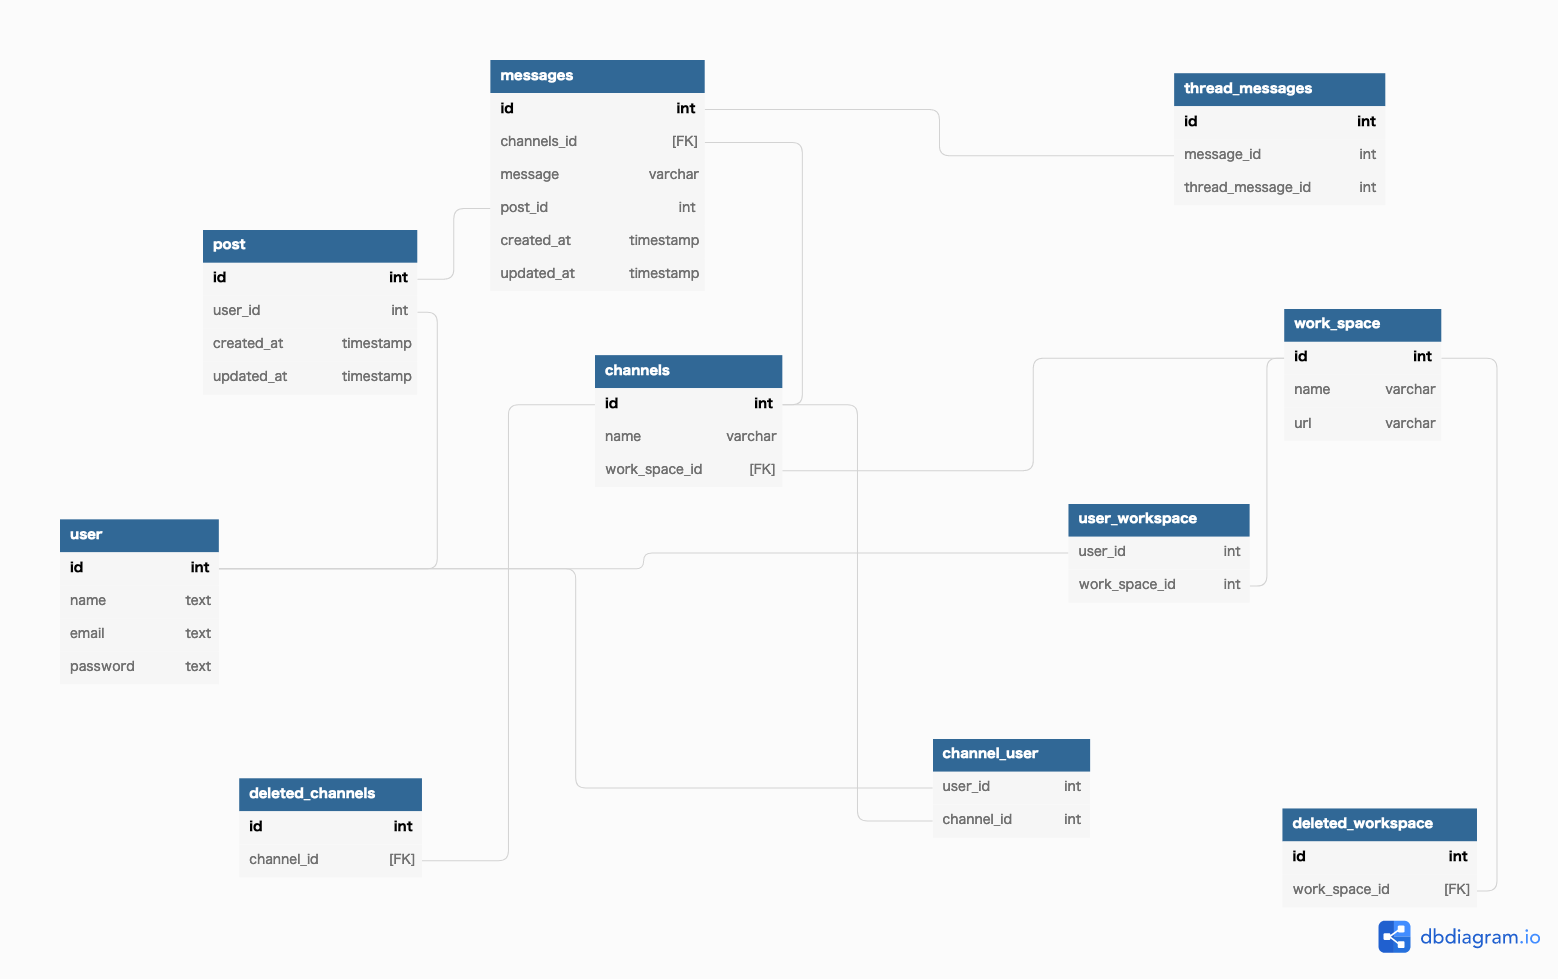 messages
id int
channels_id [FK]
message varchar
post_id int
created_at timestamp
updated_at timestamp
thread_messages
id int
message_id int
thread_message_id int
post
id int
user_id int
created_at timestamp
updated_at timestamp
work_space
id int
name varchar
url varchar
channels
id int
name varchar
work_space_id [FK]
user_workspace
user_id int
work_space_id int
user
id int
name text
email text
password text
channel_user
user_id int
channel_id int
deleted_channels
id int
channel_id [FK]
deleted_workspace
id int
work_space_id [FK]
dbdiagram.io